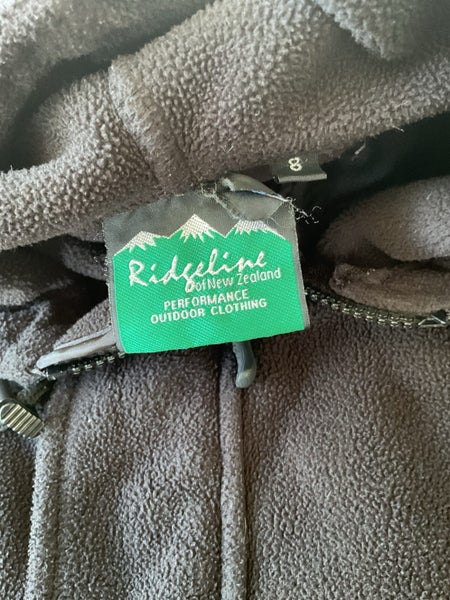 8
Ridgeline
of New Zealand
PERFORMANCE
OUTDOOR CLOTHING